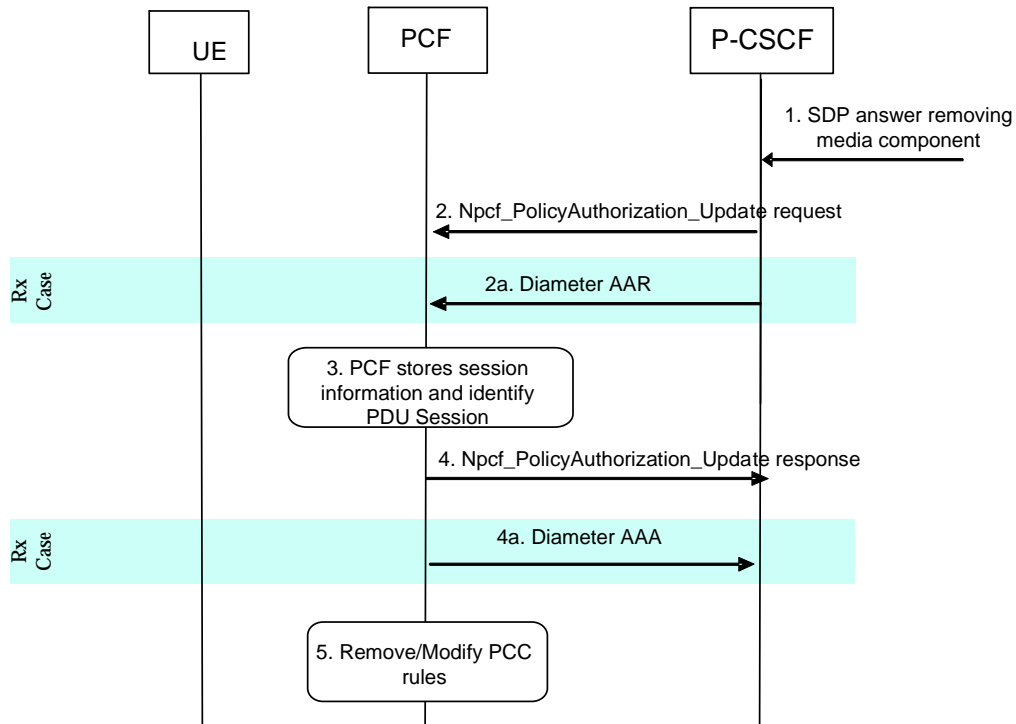 UE
PCF
P-CSCF
1. SDP answer removing
media component
2. Npcf_PolicyAuthorization_Update request
Rx
Case
2a. Diameter AAR
3. PCF stores session
information and identify
PDU Session
4. Npcf_PolicyAuthorization_Update response
Rx
Case
4a. Diameter AAA
5. Remove/Modify PCC
rules